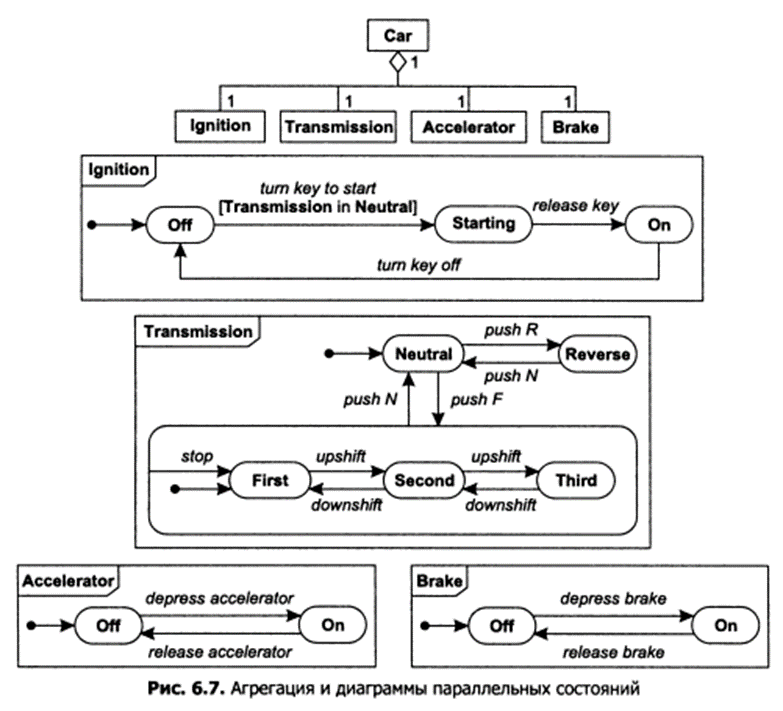 Car
1
1 1 1 1
Ignition Transmission Accelerator Brake
Ignition
turn key to start
[Transmission in Neutral]
release key
Off Starting On
turn key off
Transmission
push R
Neutral Reverse
push N
push N push F
stop upshift upshift
First Second Third
downshift downshift
Accelerator
depress accelerator
Off On
release accelerator
Brake
depress brake
Off On
release brake
Рис. 6.7. Агрегация и диаграммы параллельных состояний